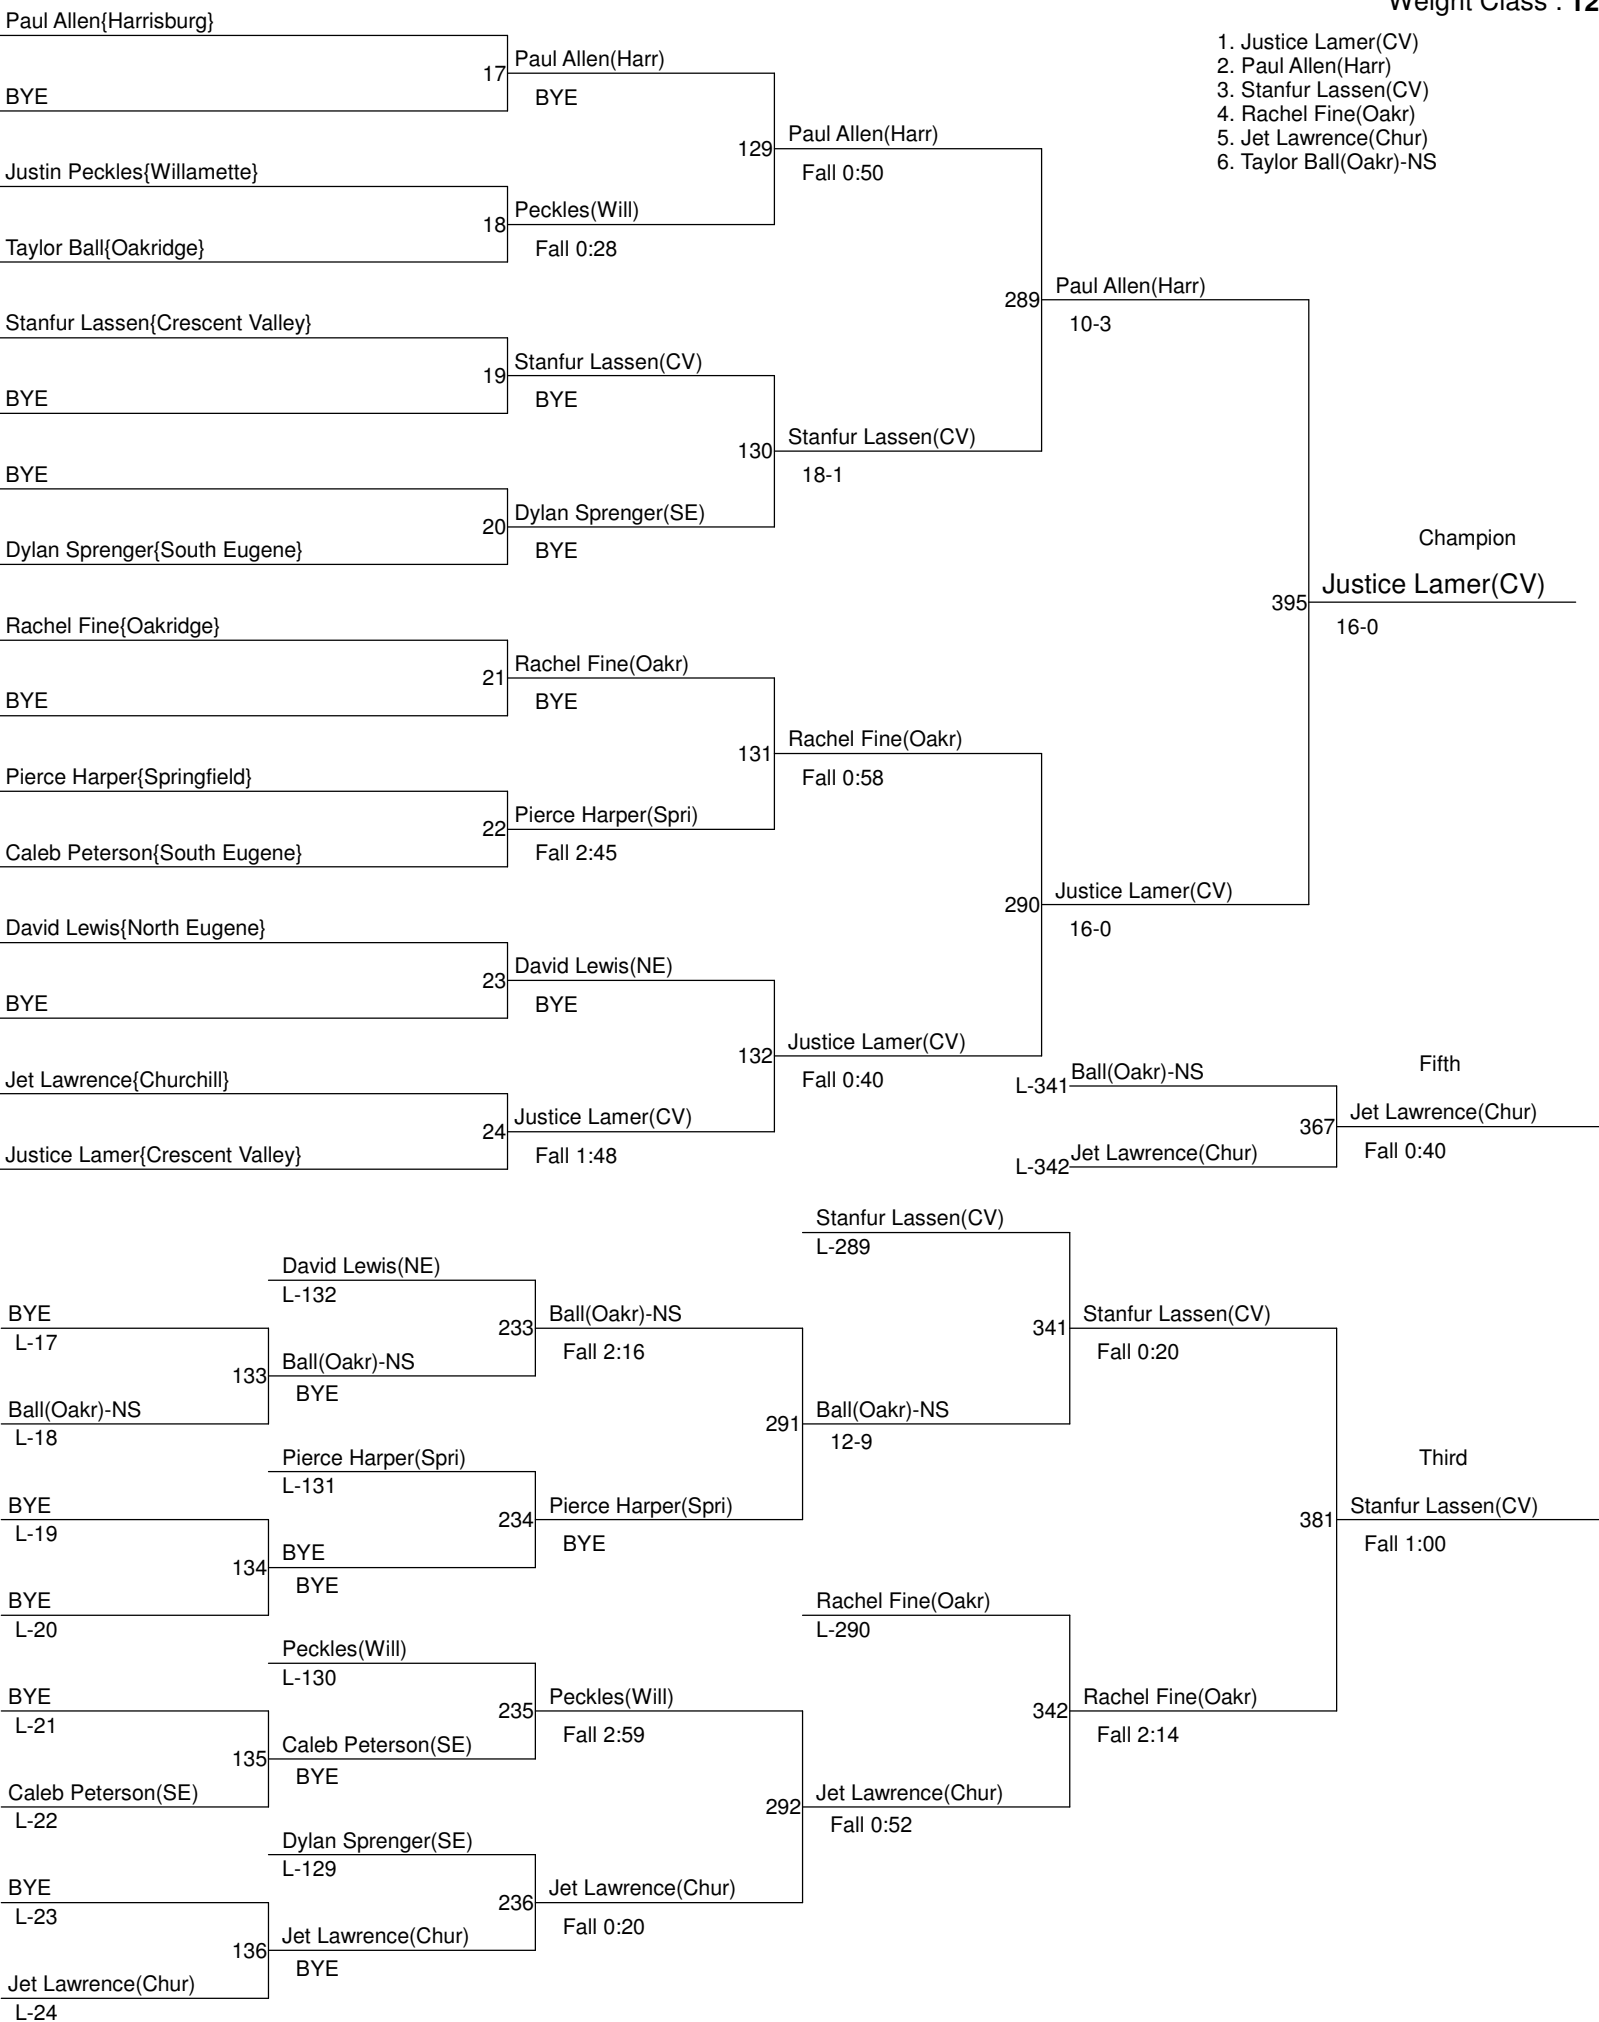 Weight Class : 12
1. Justice Lamer(CV)
2. Paul Allen(Harr)
3. Stanfur Lassen(CV)
4. Rachel Fine(Oakr)
5. Jet Lawrence(Chur)
6. Taylor Ball(Oakr)-NS
Paul Allen{Harrisburg}
17
BYE
Paul Allen(Harr)
BYE
129
Justin Peckles{Willamette}
18
Taylor Ball{Oakridge}
Peckles(Will)
Fall 0:28
Paul Allen(Harr)
Fall 0:50
289
Stanfur Lassen{Crescent Valley}
19
BYE
Stanfur Lassen(CV)
BYE
130
BYE
20
Dylan Sprenger{South Eugene}
Dylan Sprenger(SE)
BYE
Stanfur Lassen(CV)
18-1
Paul Allen(Harr)
10-3
395
Champion
Justice Lamer(CV)
16-0
Rachel Fine{Oakridge}
21
BYE
Rachel Fine(Oakr)
BYE
131
Pierce Harper{Springfield}
22
Caleb Peterson{South Eugene}
Pierce Harper(Spri)
Fall 2:45
Rachel Fine(Oakr)
Fall 0:58
290
David Lewis{North Eugene}
23
BYE
David Lewis(NE)
BYE
132
Jet Lawrence{Churchill}
24
Justice Lamer{Crescent Valley}
Justice Lamer(CV)
Fall 1:48
Justice Lamer(CV)
Fall 0:40
Justice Lamer(CV)
16-0
L-341
Ball(Oakr)-NS
367
L-342
Jet Lawrence(Chur)
Fifth
Jet Lawrence(Chur)
Fall 0:40
Stanfur Lassen(CV)
L-289
David Lewis(NE)
L-132
BYE
L-17
133
Ball(Oakr)-NS
L-18
Ball(Oakr)-NS
BYE
233
Ball(Oakr)-NS
Fall 2:16
291
Pierce Harper(Spri)
L-131
BYE
L-19
134
BYE
L-20
BYE
BYE
234
Pierce Harper(Spri)
BYE
Ball(Oakr)-NS
12-9
341
Stanfur Lassen(CV)
Fall 0:20
381
Third
Stanfur Lassen(CV)
Fall 1:00
Rachel Fine(Oakr)
L-290
Peckles(Will)
L-130
BYE
L-21
135
Caleb Peterson(SE)
L-22
Caleb Peterson(SE)
BYE
235
Peckles(Will)
Fall 2:59
292
Dylan Sprenger(SE)
L-129
BYE
L-23
136
Jet Lawrence(Chur)
L-24
Jet Lawrence(Chur)
BYE
236
Jet Lawrence(Chur)
Fall 0:20
Jet Lawrence(Chur)
Fall 0:52
342
Rachel Fine(Oakr)
Fall 2:14